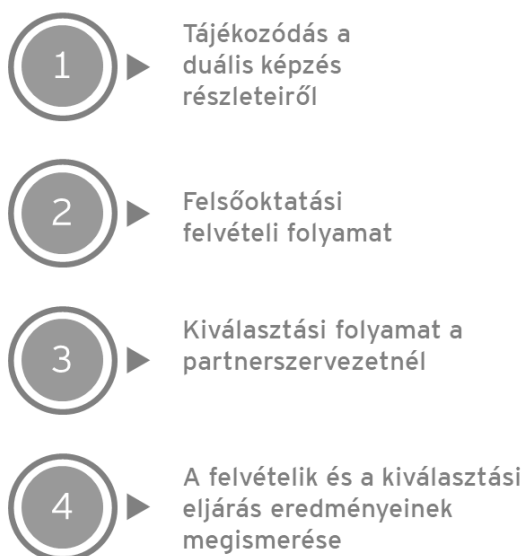 1
Tájékozódás a
duális képzés
részleteiről
2
Felsőoktatási
felvételi folyamat
3
Kiválasztási folyamat a
partnerszervezetnél
4
A felvételik és a kiválasztási
eljárás eredményeinek
megismerése